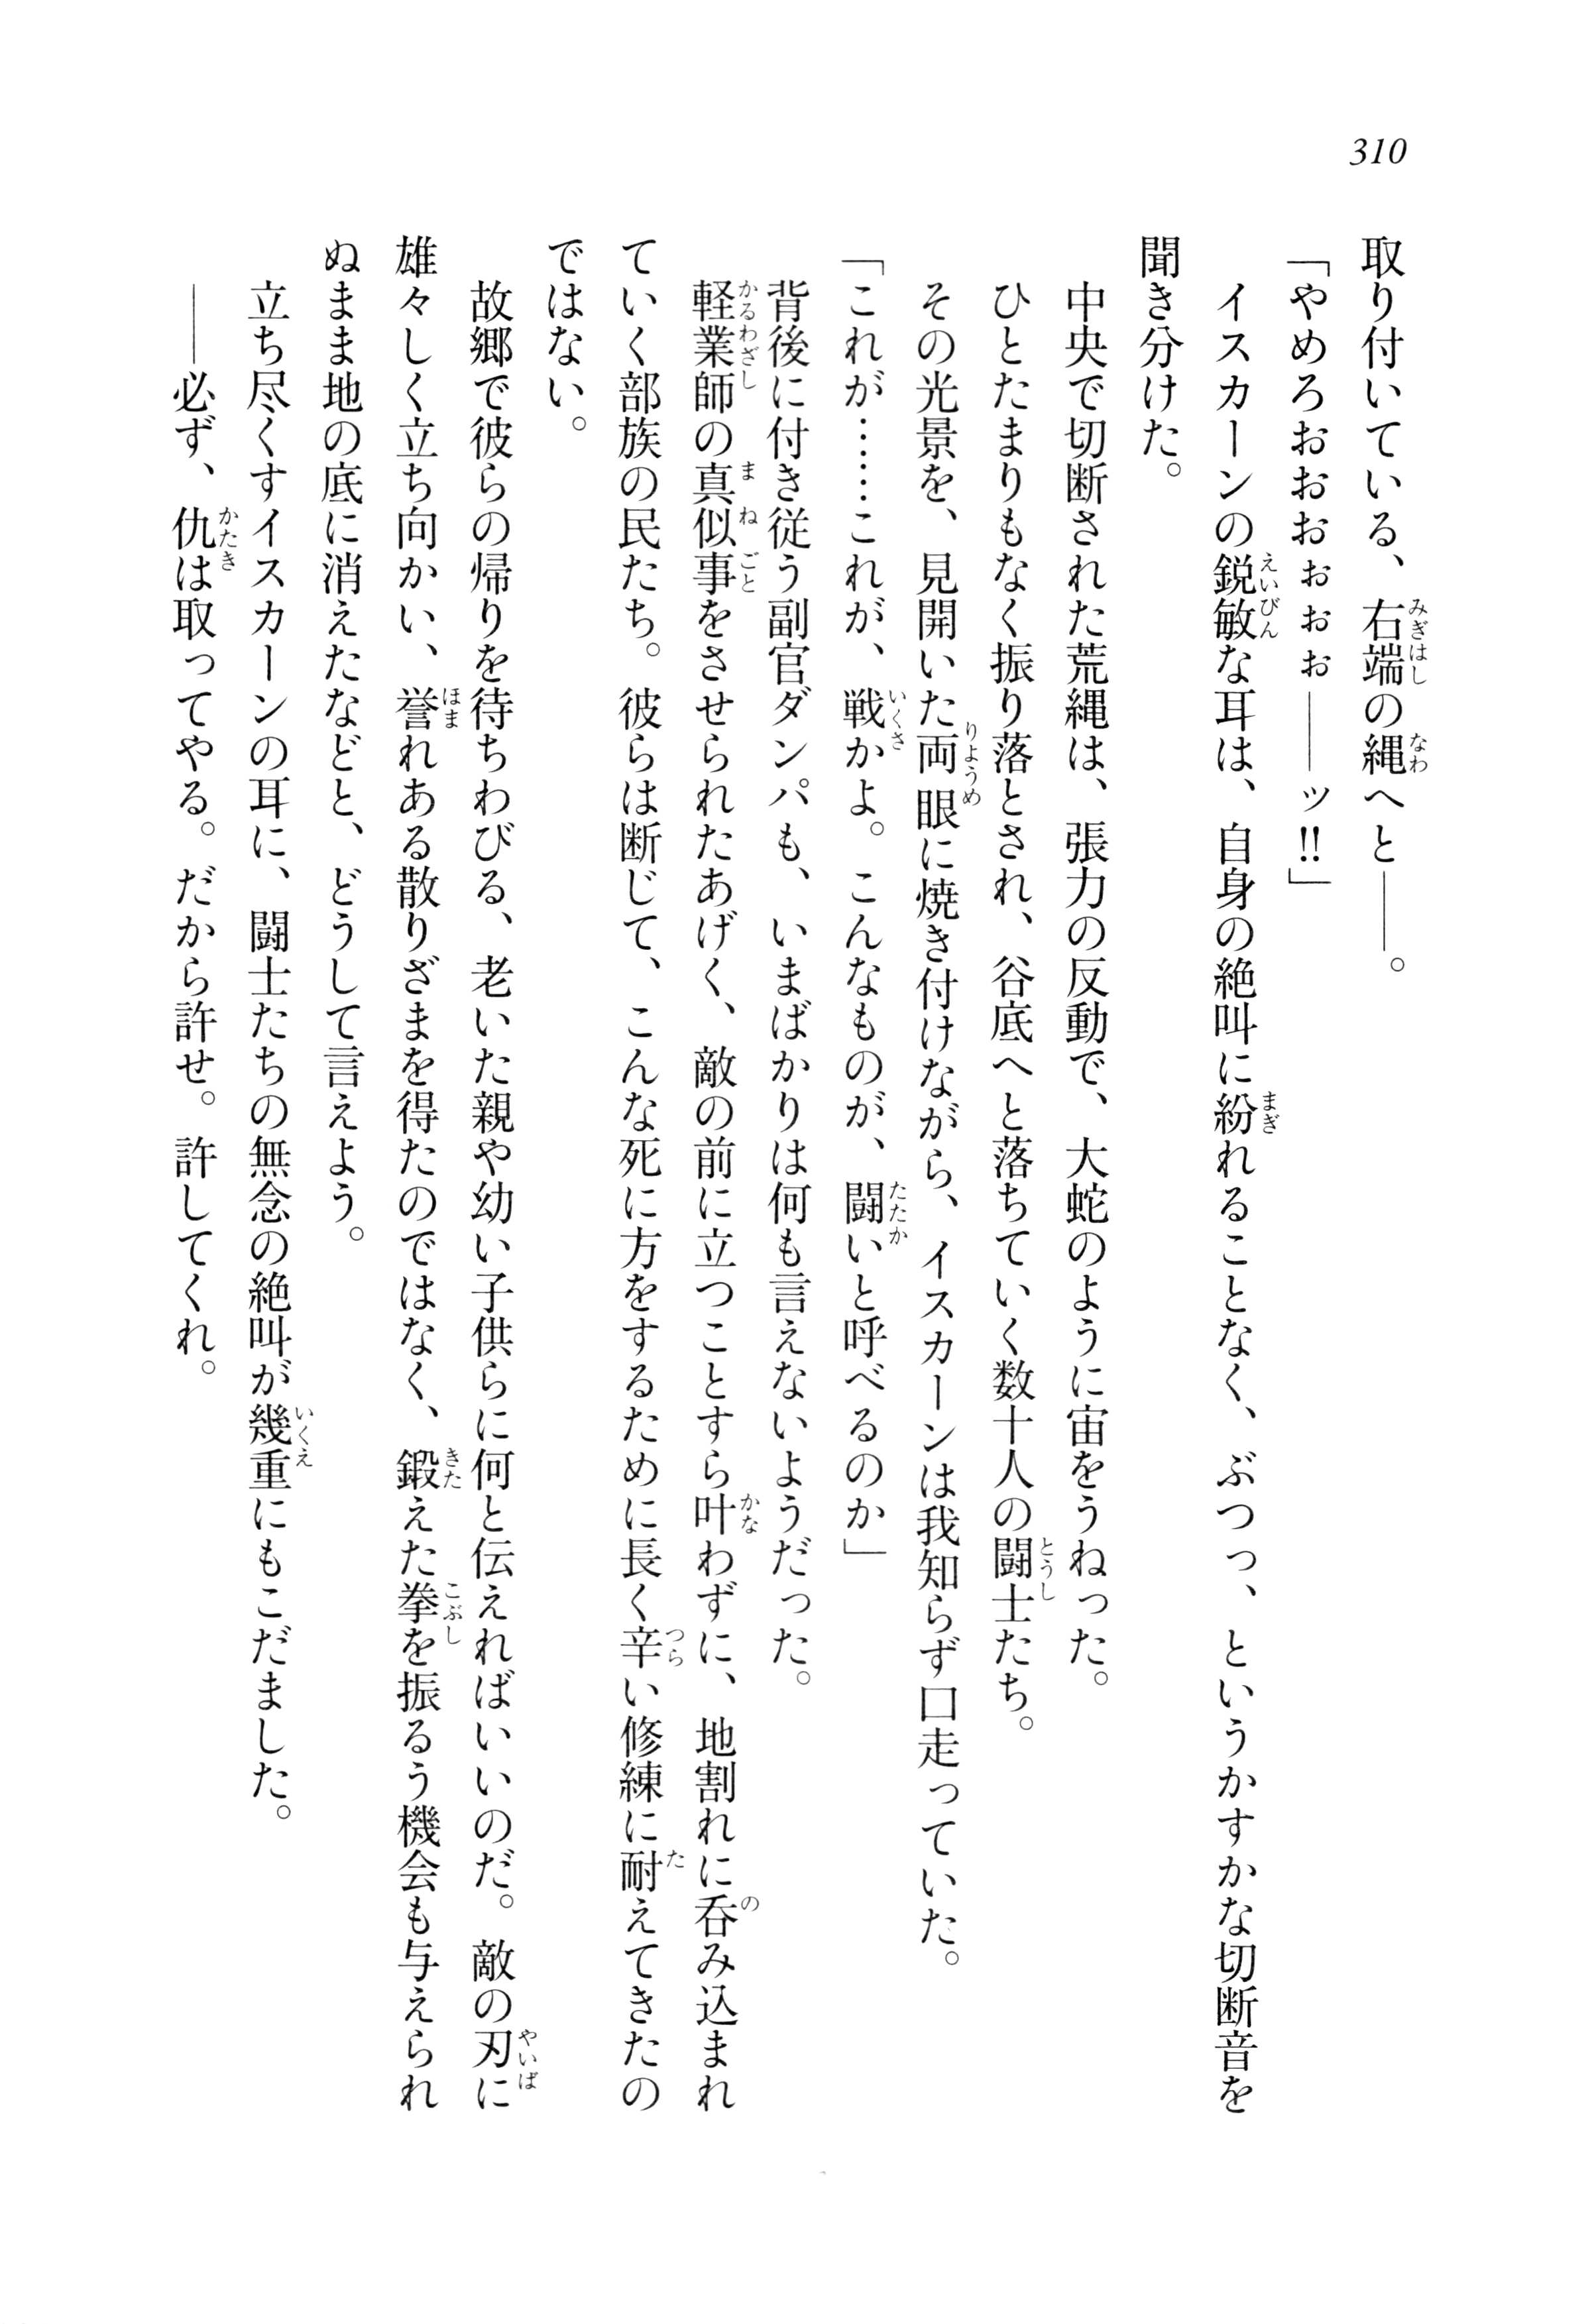 310
取り付いている、右端の縄へと――。
「やめろおおおぉぉぉ――ッ!!」
イスカーンの鋭敏な耳は、自身の絶叫に紛れることなく、ぶつっ、というかすかな切断音を
聞き分けた。
中央で切断された荒縄は、張力の反動で、大蛇のように宙をうねった。
ひとたまりもなく振り落とされ、谷底へと落ちていく数十人の闘士たち。
その光景を、見開いた両眼に焼き付けながら、イスカーンは我知らず口走っていた。
「これが……これが、戦かよ。こんなものが、闘いと呼べるのか」
背後に付き従う副官ダンパも、いまばかりは何も言えないようだった。
軽業師の真似事をさせられたあげく、敵の前に立つことすら叶わずに、地割れに呑み込まれ
ていく部族の民たち。彼らは断じて、こんな死に方をするために長く辛い修練に耐えてきたの
ではない。
故郷で彼らの帰りを待ちわびる、老いた親や幼い子供らに何と伝えればいいのだ。敵の刃に
雄々しく立ち向かい、誉れある散りざまを得たのではなく、鍛えた拳を振るう機会も与えられ
ぬまま地の底に消えたなどと、どうして言えよう。
立ち尽くすイスカーンの耳に、闘士たちの無念の絶叫が幾重にもこだました。
――必ず、仇は取ってやる。だから許せ。許してくれ。